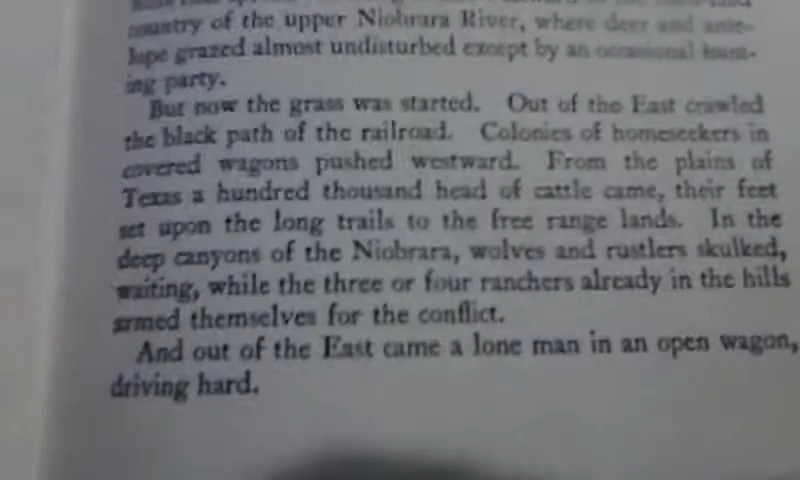 country of the upper Niobrara River, where deer and ante-
lope grazed almost undisturbed except by an occasional hunt-
ing party.
But now the grass was started. Out of the East crawled
the black path of the railroad. Colonies of homeseekers in
covered wagons pushed westward. From the plains of
Texas a hundred thousand head of cattle came, their feet
set upon the long trails to the free range lands. In the
deep canyons of the Niobrara, wolves and rustlers skulked,
waiting, while the three or four ranchers already in the hills
armed themselves for the conflict.
And out of the East came a lone man in an open wagon,
driving hard.